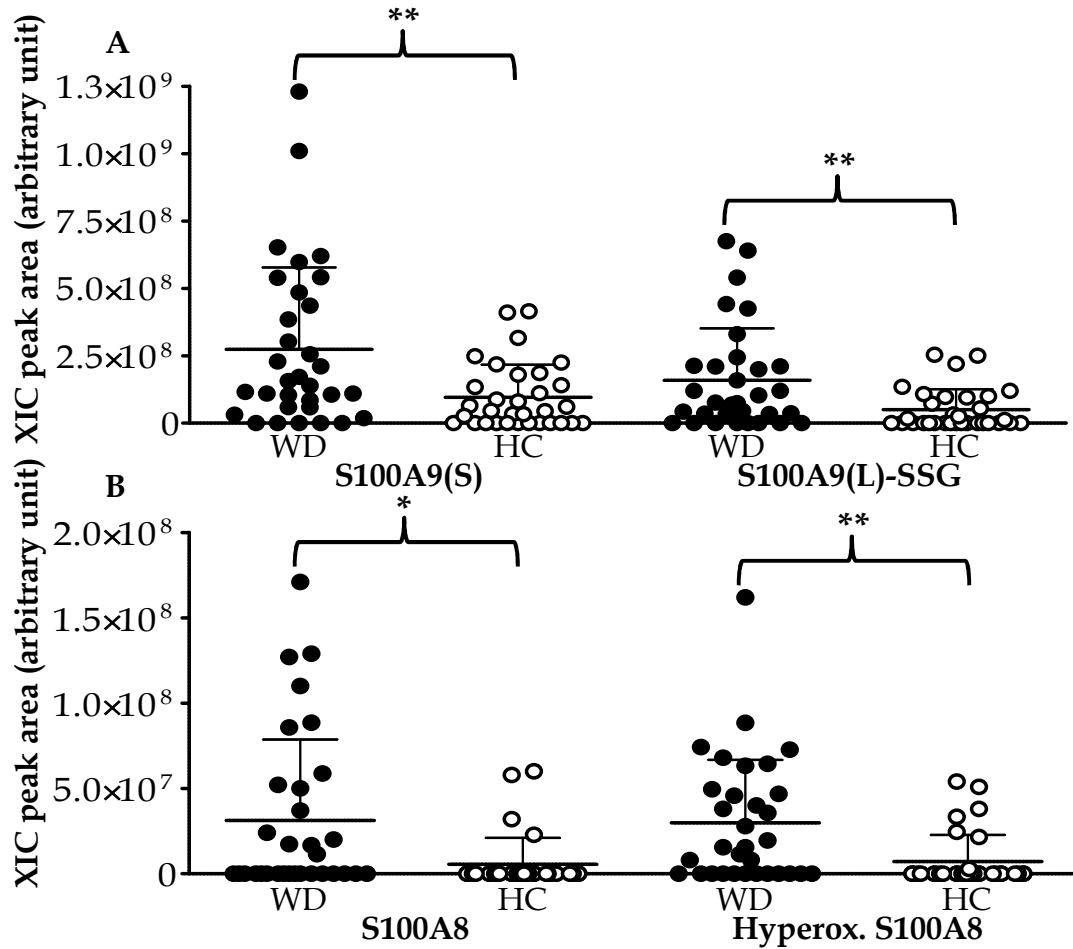 A
**
**
XIC peak area (arbitrary unit)
1.3×10⁹
1.0×10⁹
7.5×10⁸
5.0×10⁸
2.5×10⁸
0
WD HC WD HC
S100A9(S) S100A9(L)-SSG
B
*
**
XIC peak area (arbitrary unit)
2.0×10⁸
1.5×10⁸
1.0×10⁸
5.0×10⁷
0
WD HC WD HC
S100A8 Hyperox. S100A8